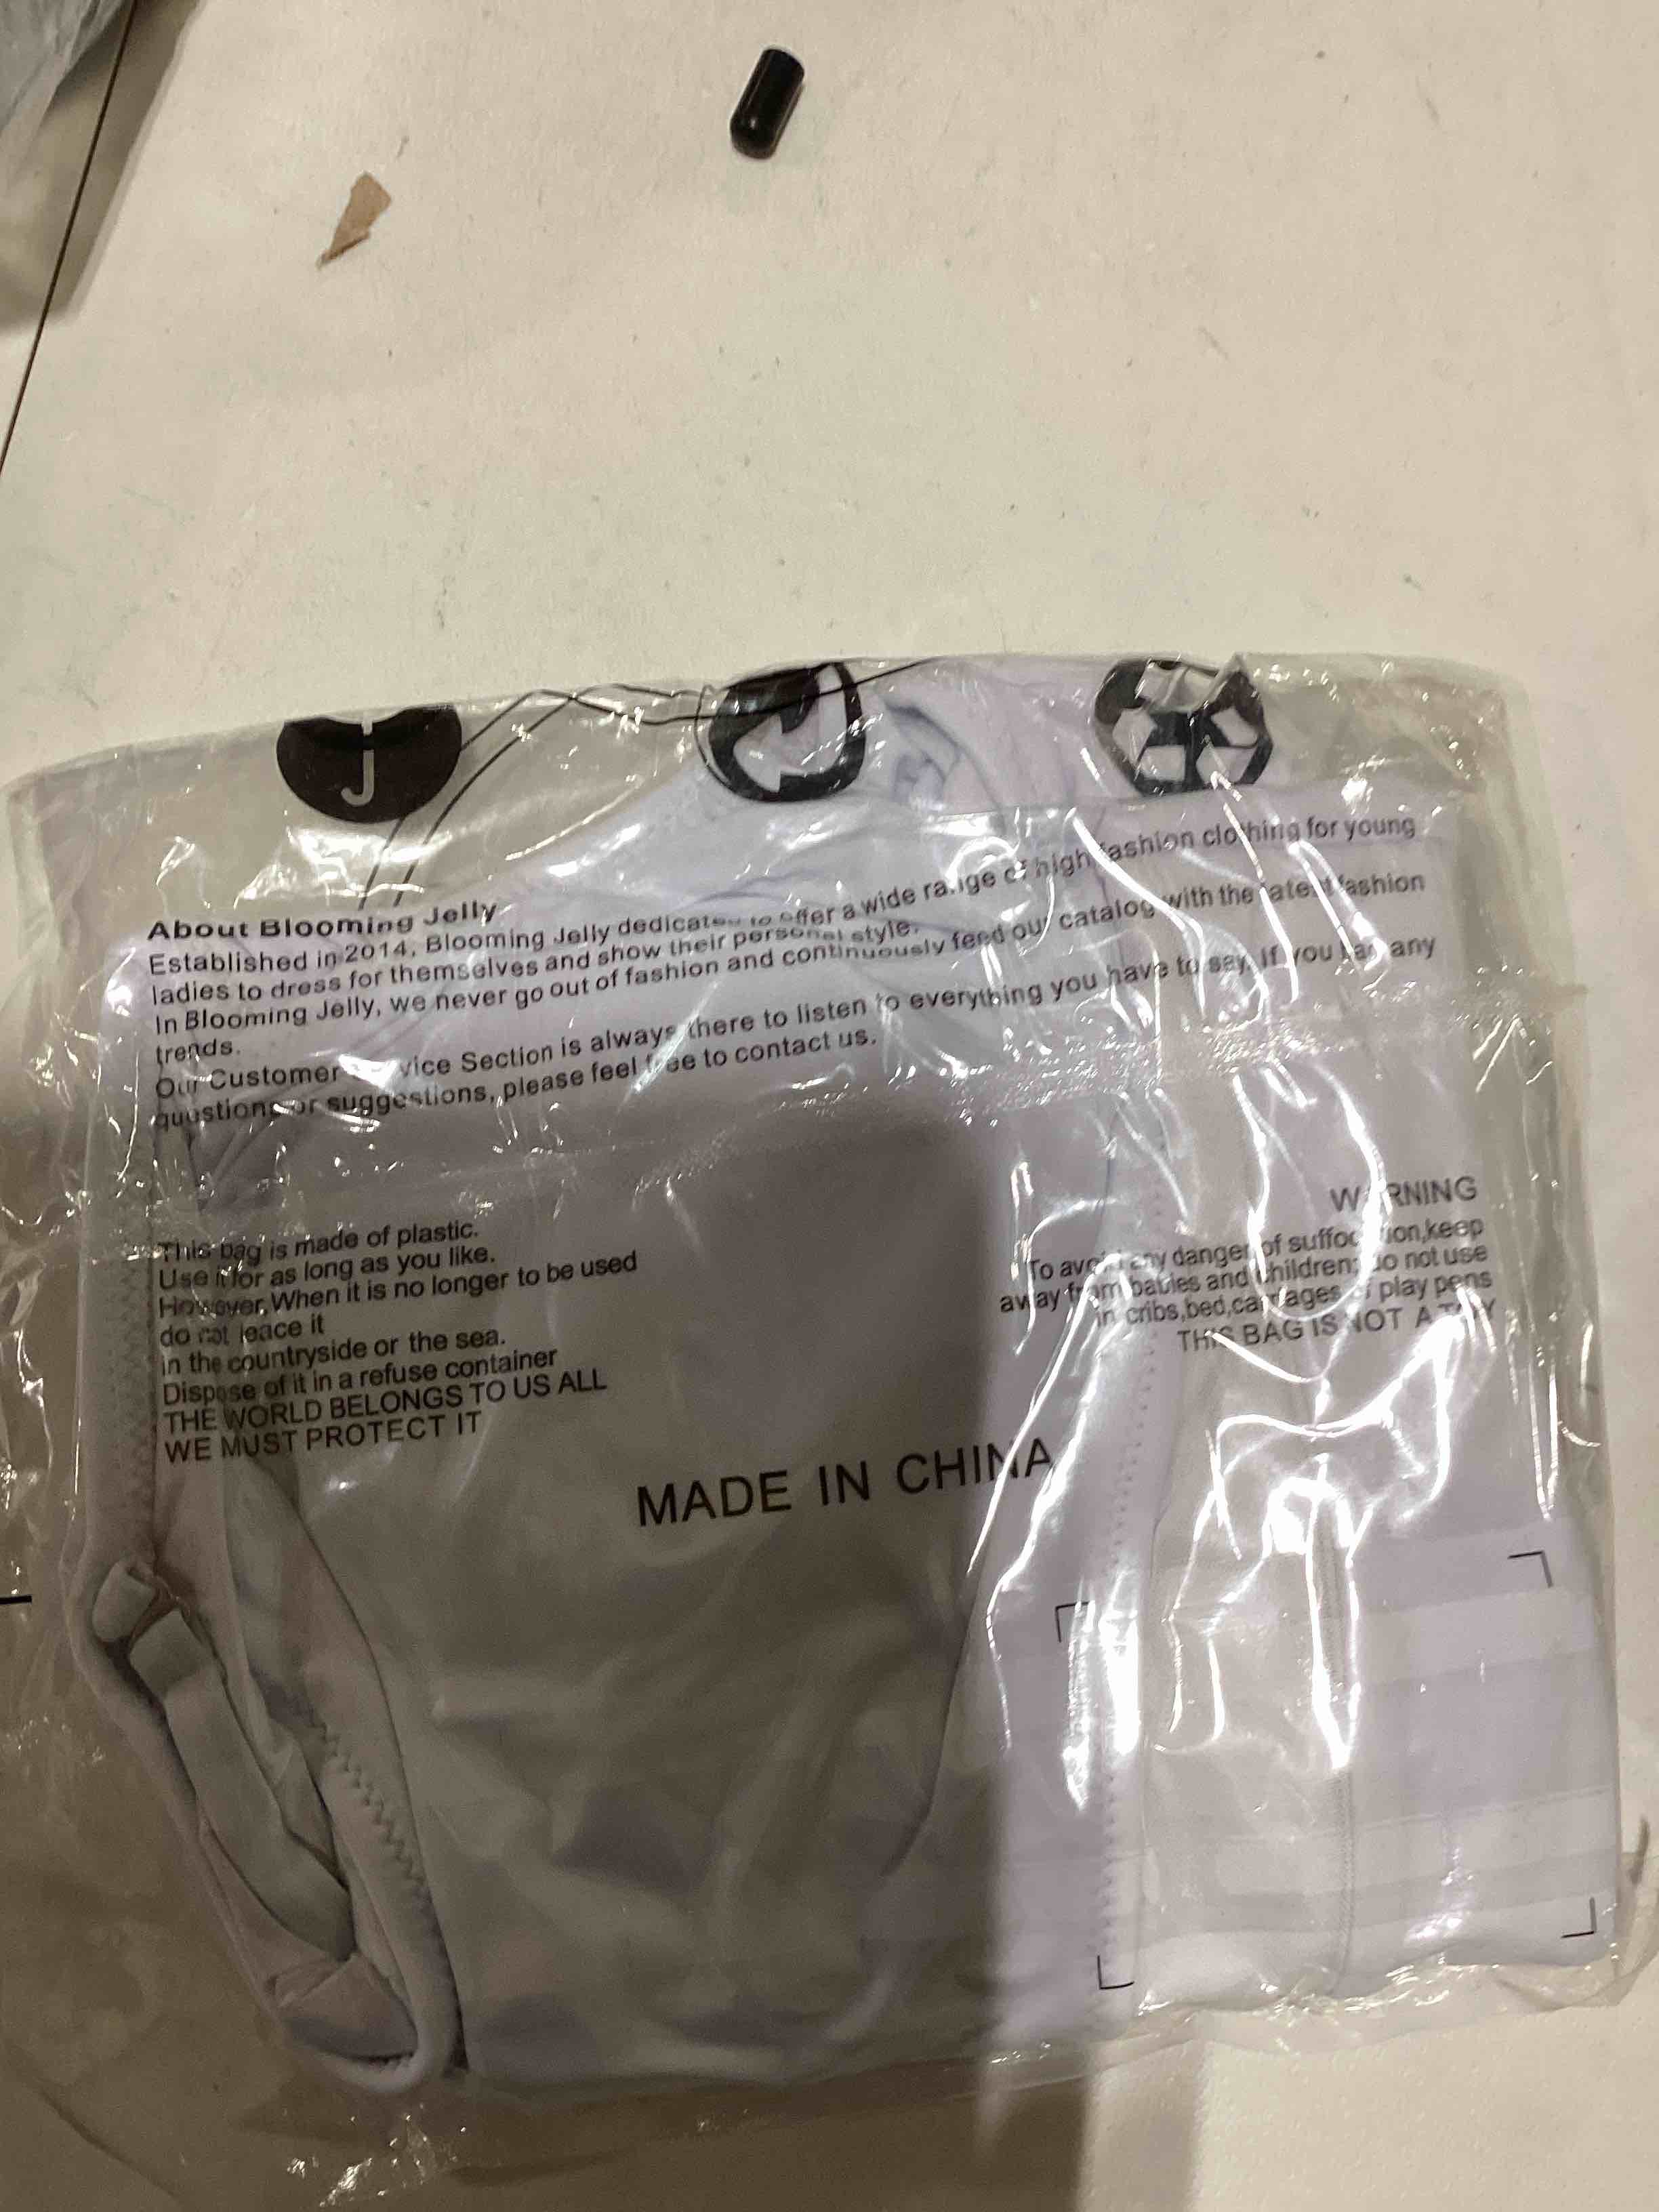 J
About Blooming Jelly
Established in 2014, Blooming Jelly dedicates to offer a wide range of high fashion clothing for young
ladies to dress for themselves and show their personal style.
In Blooming Jelly, we never go out of fashion and continuously feed our catalog with the latest fashion
trends.
Our Customer Service Section is always there to listen to everything you have to say. If you had any
questions or suggestions, please feel free to contact us.
This bag is made of plastic.
Use it for as long as you like.
However,When it is no longer to be used
do not leace it
in the countryside or the sea.
Dispose of it in a refuse container
THE WORLD BELONGS TO US ALL
WE MUST PROTECT IT
WARNING
To avoid any danger of suffocation,keep
away from babies and children; do not use
in cribs,bed,carriages or play pens
THIS BAG IS NOT A TOY
MADE IN CHINA